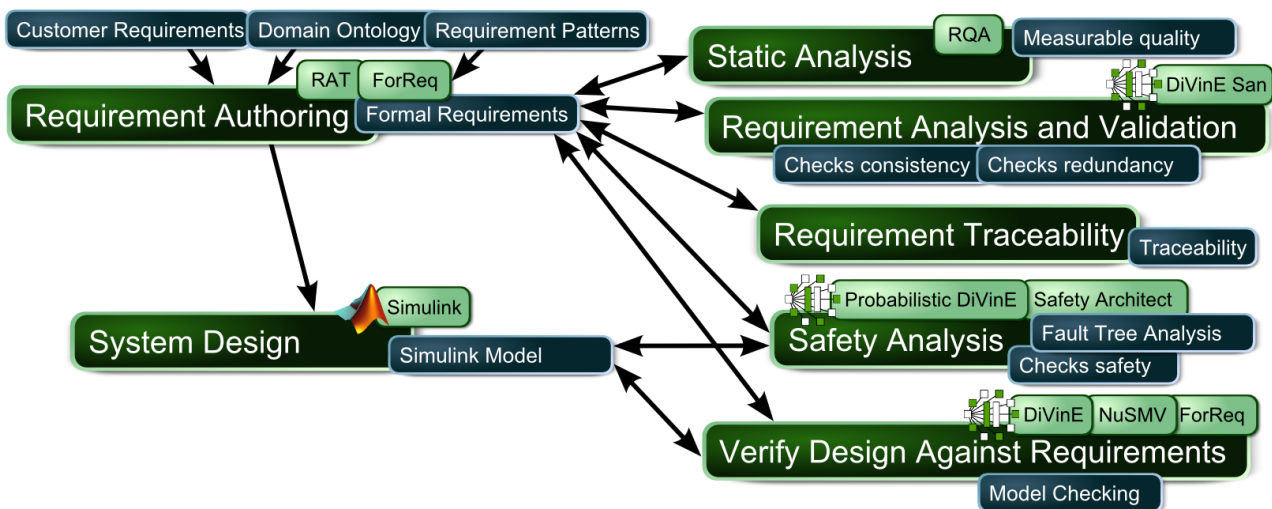 Customer Requirements
Domain Ontology
Requirement Patterns
RAT
ForReq
Requirement Authoring
Formal Requirements
RQA
Measurable quality
Static Analysis
DiVinE San
Requirement Analysis and Validation
Checks consistency
Checks redundancy
Requirement Traceability
Traceability
Simulink
System Design
Simulink Model
Probabilistic DiVinE
Safety Architect
Safety Analysis
Fault Tree Analysis
Checks safety
DiVinE
NuSMV
ForReq
Verify Design Against Requirements
Model Checking